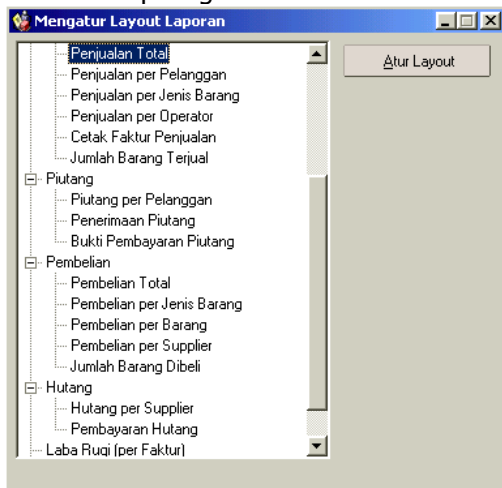 Mengatur Layout Laporan
Penjualan Total
Atur Layout
Penjualan per Pelanggan
Penjualan per Jenis Barang
Penjualan per Operator
Cetak Faktur Penjualan
Jumlah Barang Terjual
Piutang
Piutang per Pelanggan
Penerimaan Piutang
Bukti Pembayaran Piutang
Pembelian
Pembelian Total
Pembelian per Jenis Barang
Pembelian per Barang
Pembelian per Supplier
Jumlah Barang Dibeli
Hutang
Hutang per Supplier
Pembayaran Hutang
Laba Rugi (per Faktur)